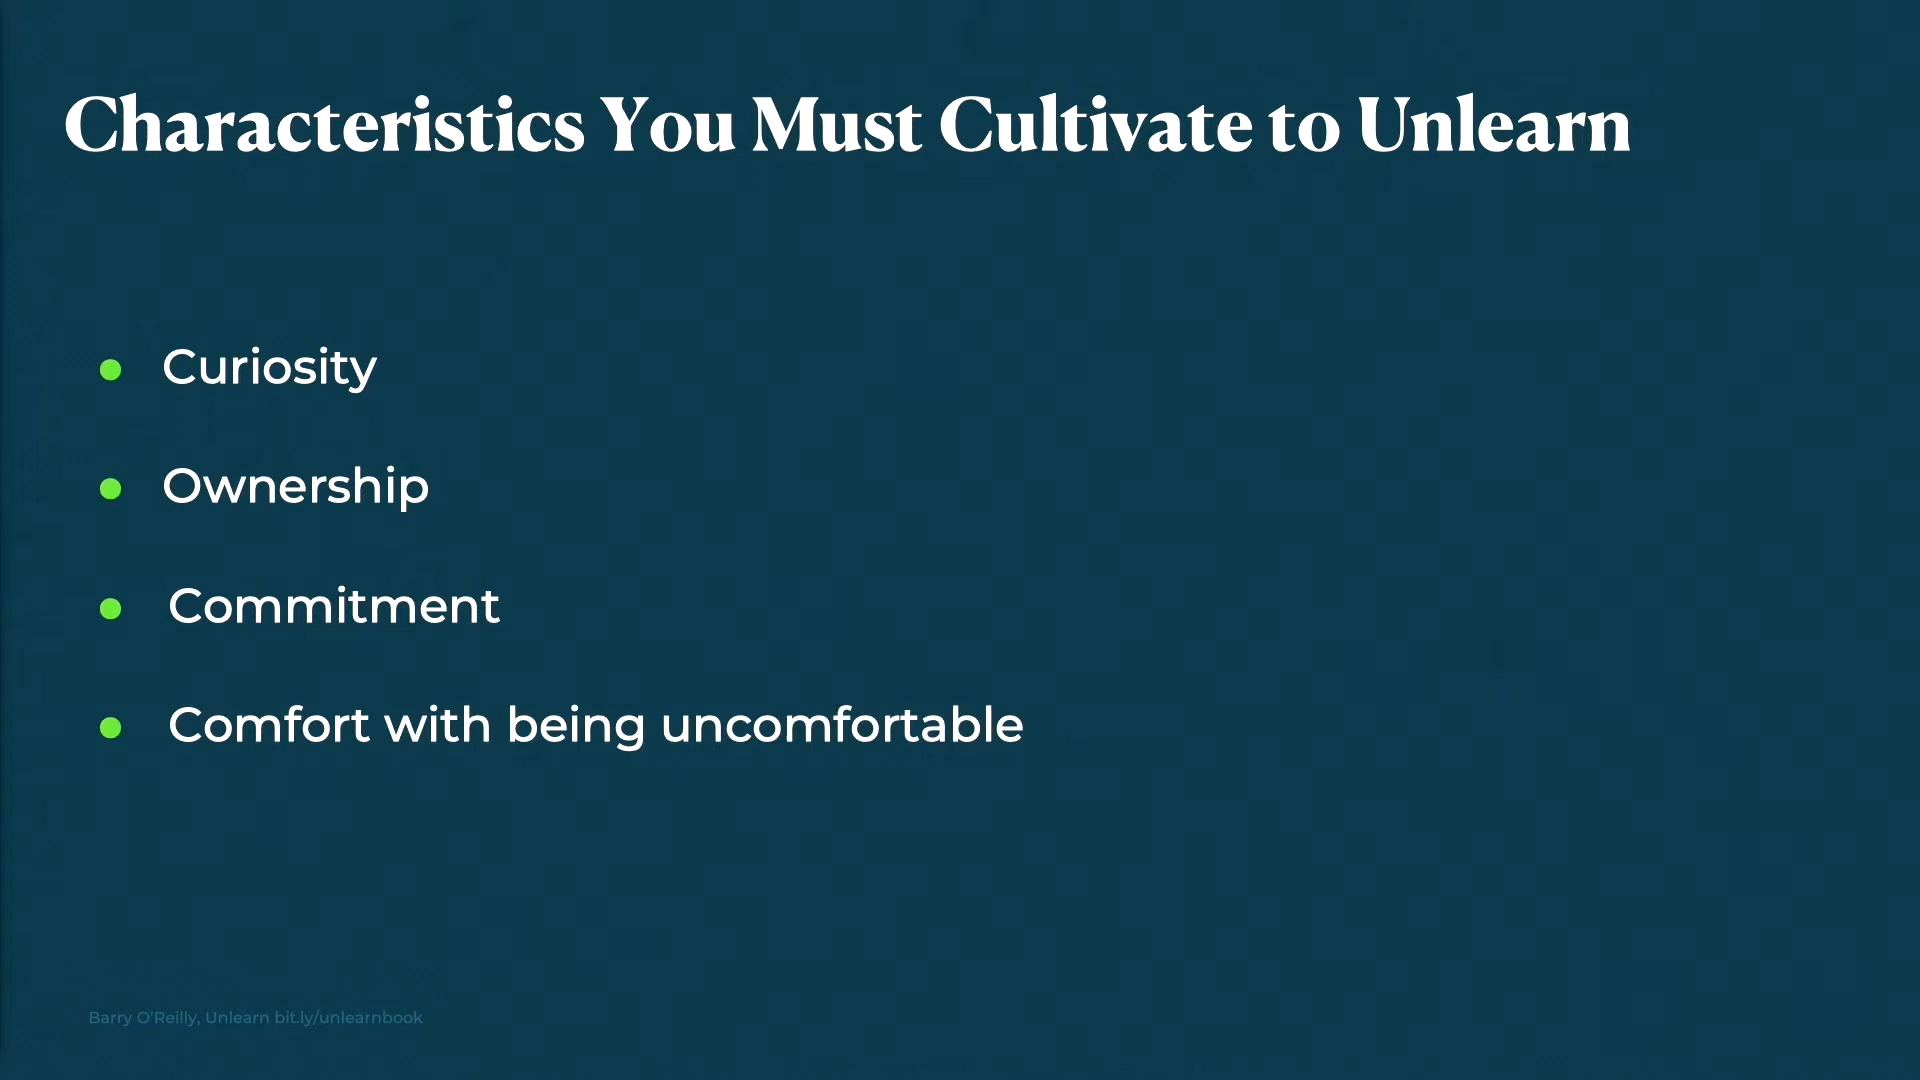 Characteristics You Must Cultivate to Unlearn
Curiosity
Ownership
Commitment
Comfort with being uncomfortable
Barry O'Reilly, Unlearn bit.ly/unlearnbook